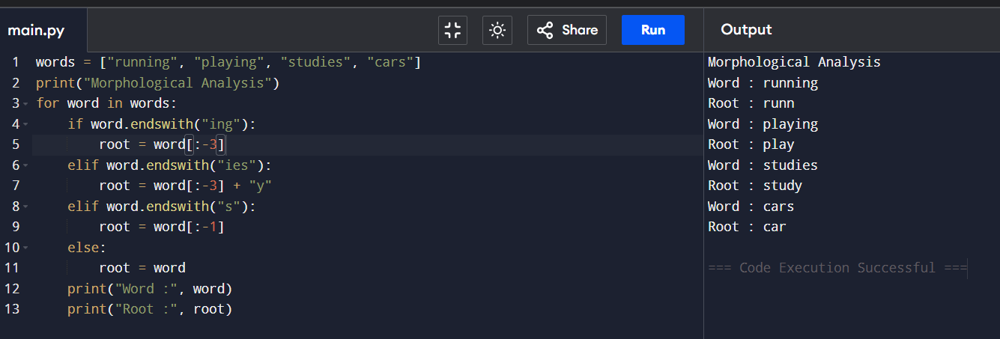 main.py
Share
Run
Output
1 words = ["running", "playing", "studies", "cars"]
2 print("Morphological Analysis")
3 for word in words:
4     if word.endswith("ing"):
5         root = word[:-3]
6     elif word.endswith("ies"):
7         root = word[:-3] + "y"
8     elif word.endswith("s"):
9         root = word[:-1]
10     else:
11         root = word
12     print("Word :", word)
13     print("Root :", root)
Morphological Analysis
Word : running
Root : runn
Word : playing
Root : play
Word : studies
Root : study
Word : cars
Root : car
=== Code Execution Successful ===